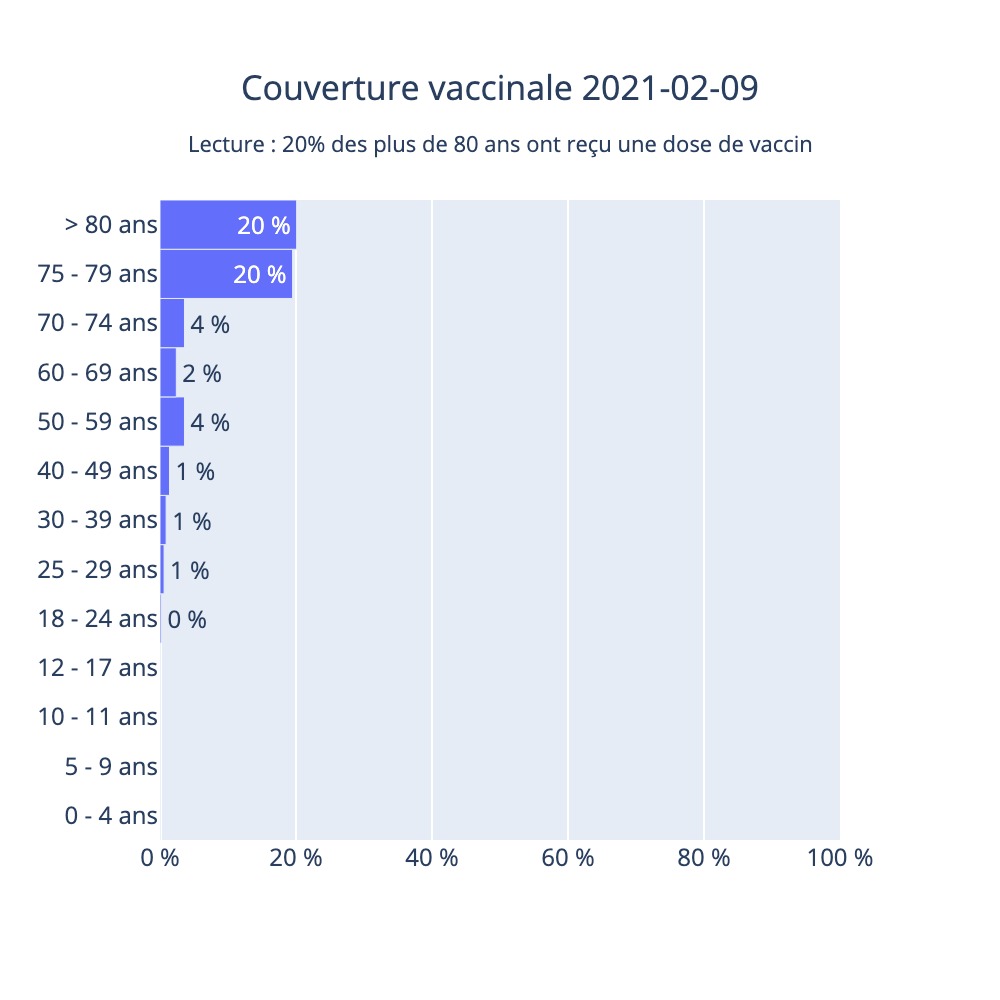 Couverture vaccinale 2021-02-09
Lecture : 20% des plus de 80 ans ont reçu une dose de vaccin
> 80 ans 20 %
75 - 79 ans 20 %
70 - 74 ans 4 %
60 - 69 ans 2 %
50 - 59 ans 4 %
40 - 49 ans 1 %
30 - 39 ans 1 %
25 - 29 ans 1 %
18 - 24 ans 0 %
12 - 17 ans
10 - 11 ans
5 - 9 ans
0 - 4 ans
0 % 20 % 40 % 60 % 80 % 100 %